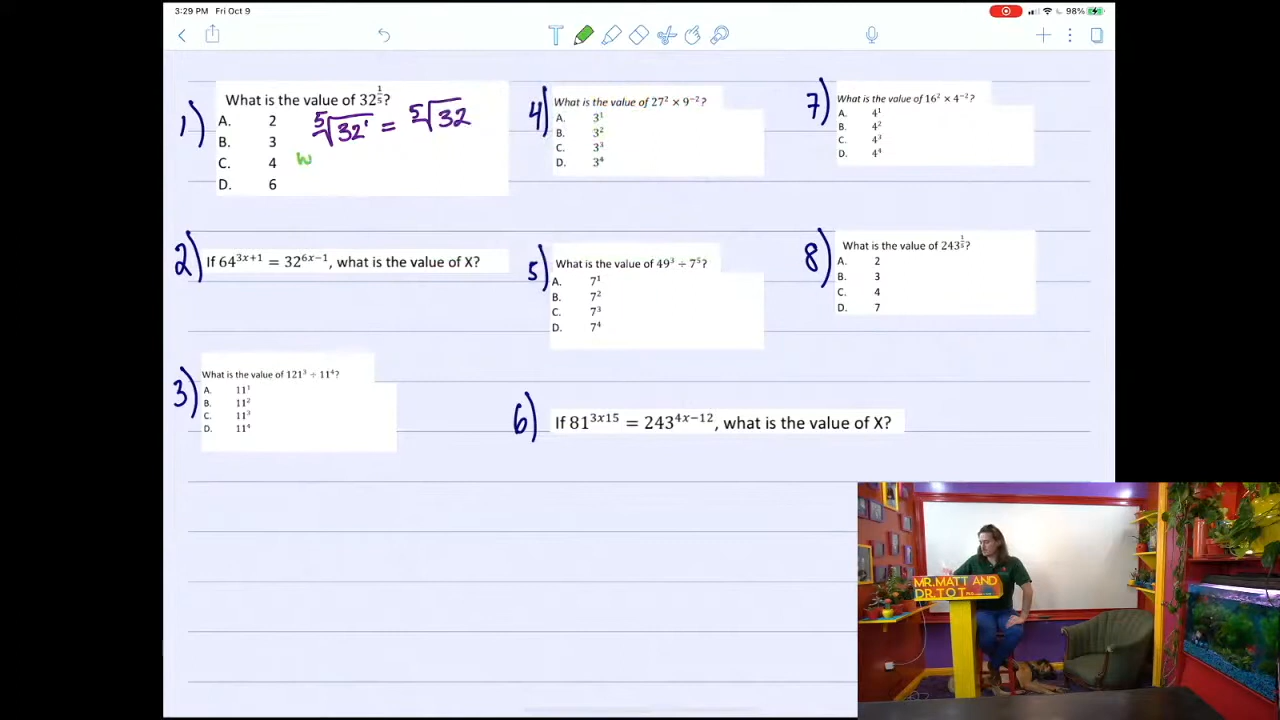 3:29 PM Fri Oct 9
98%
1)
What is the value of 32^{1/5}?
A. 2
B. 3
C. 4
D. 6
⁵√32¹ = ⁵√32
w
2)
If 64^{3x+1} = 32^{6x−1}, what is the value of X?
3)
What is the value of 121³ ÷ 11⁴?
A. 11¹
B. 11²
C. 11³
D. 11⁴
4)
What is the value of 27² × 9⁻²?
A. 3¹
B. 3²
C. 3³
D. 3⁴
5)
What is the value of 49³ ÷ 7⁵?
A. 7¹
B. 7²
C. 7³
D. 7⁴
6)
If 81^{3x15} = 243^{4x−12}, what is the value of X?
7)
What is the value of 16² × 4⁻²?
A. 4¹
B. 4²
C. 4³
D. 4⁴
8)
What is the value of 243^{1/5}?
A. 2
B. 3
C. 4
D. 7
MR.MATT AND
DR.TOT